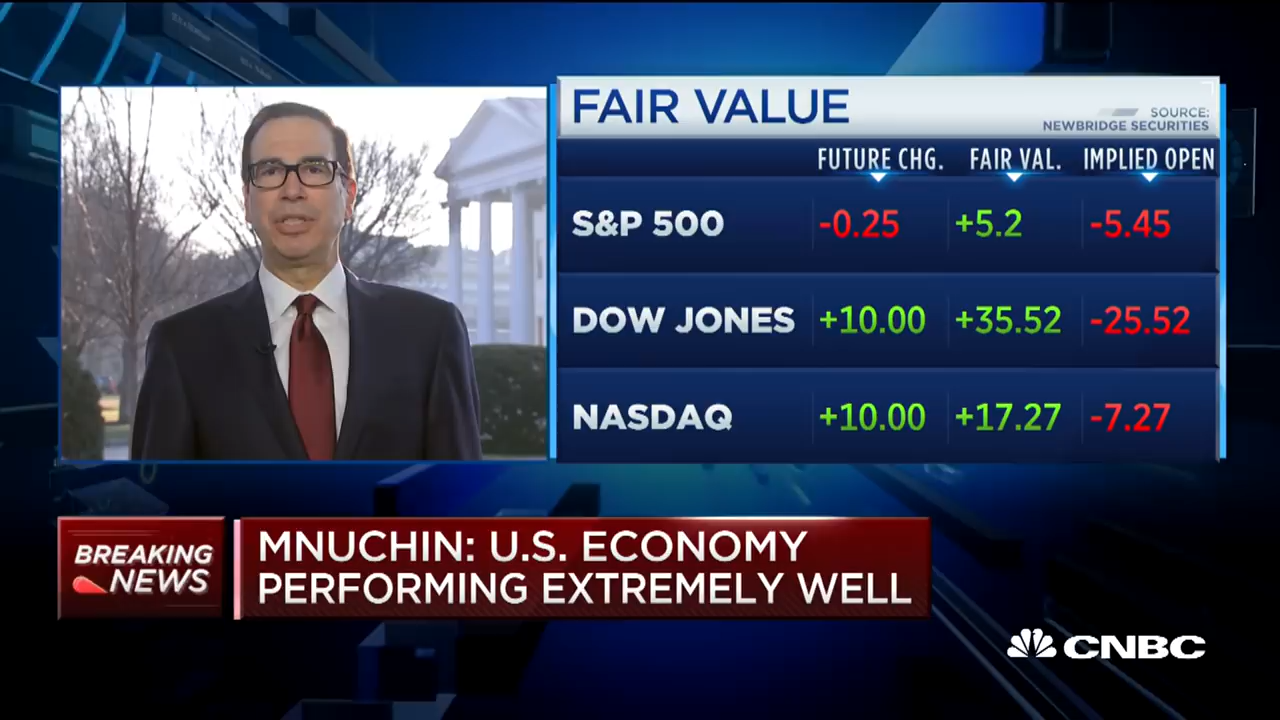 FAIR VALUE
SOURCE:
NEWBRIDGE SECURITIES
FUTURE CHG. FAIR VAL. IMPLIED OPEN
S&P 500 -0.25 +5.2 -5.45
DOW JONES +10.00 +35.52 -25.52
NASDAQ +10.00 +17.27 -7.27
BREAKING
NEWS
MNUCHIN: U.S. ECONOMY
PERFORMING EXTREMELY WELL
CNBC